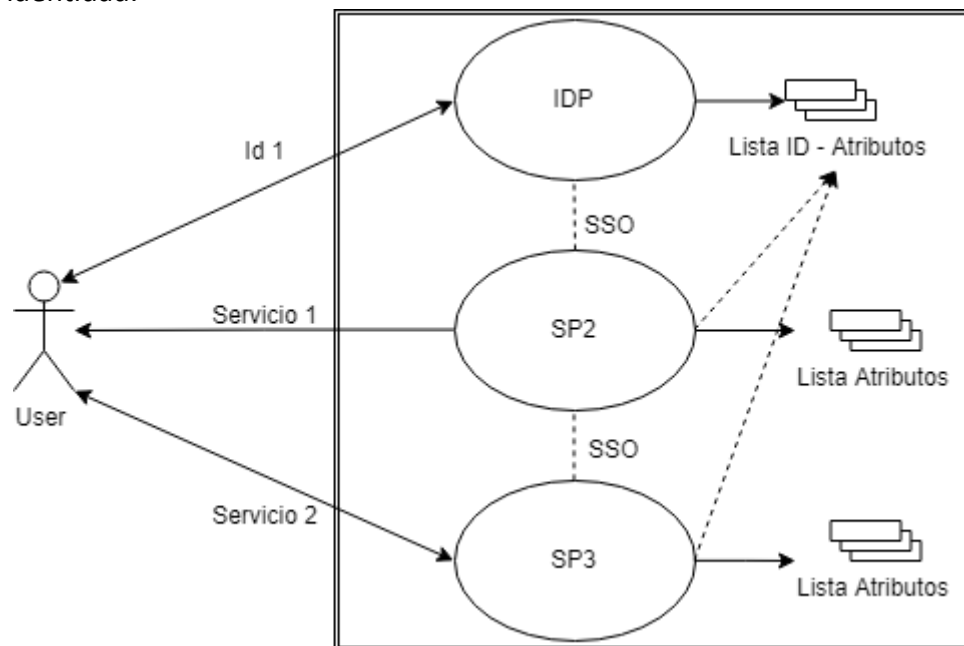 identidad.
IDP
Lista ID - Atributos
Id 1
SSO
Servicio 1
SP2
Lista Atributos
User
SSO
Servicio 2
SP3
Lista Atributos